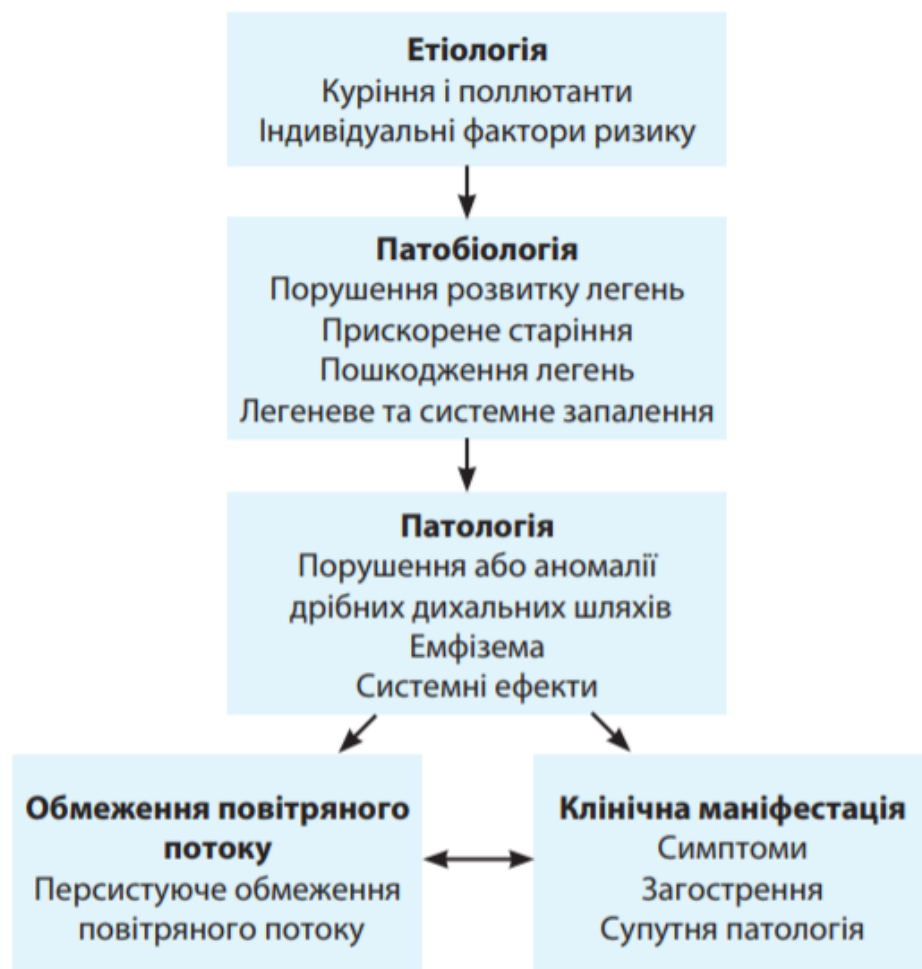 Етіологія
Куріння і поллютанти
Індивідуальні фактори ризику
Патобіологія
Порушення розвитку легень
Прискорене старіння
Пошкодження легень
Легеневе та системне запалення
Патологія
Порушення або аномалії
дрібних дихальних шляхів
Емфізема
Системні ефекти
Обмеження повітряного
потоку
Персистуюче обмеження
повітряного потоку
Клінічна маніфестація
Симптоми
Загострення
Супутня патологія